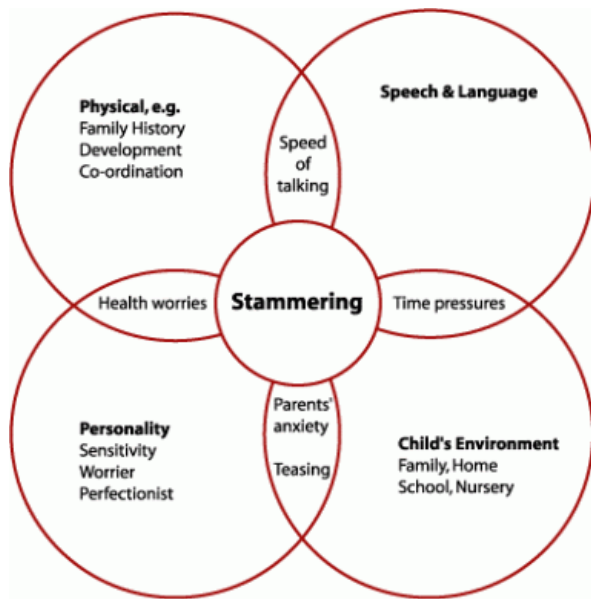 Physical, e.g.
Family History
Development
Co-ordination
Speech & Language
Speed
of
talking
Health worries
Stammering
Time pressures
Personality
Sensitivity
Worrier
Perfectionist
Parents'
anxiety
Teasing
Child's Environment
Family, Home
School, Nursery